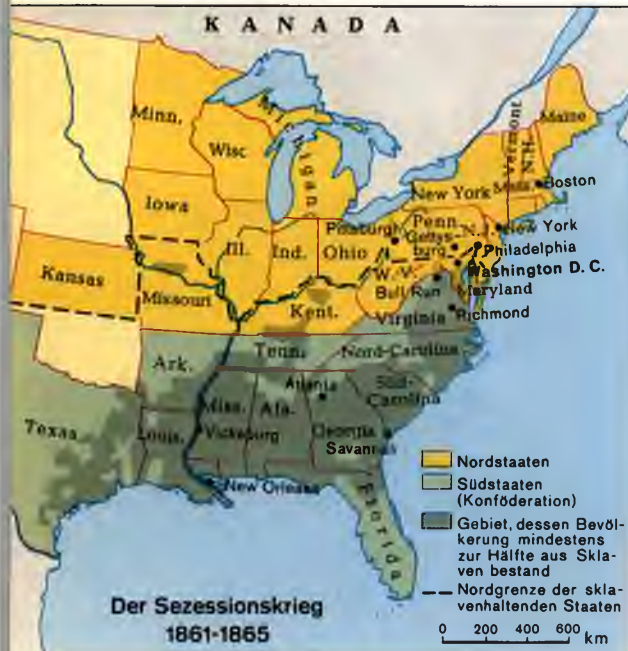 KANADA
Minn.
Wisc
Michigan
Maine
Vermont
N.H.
Iowa
New York
Mass.
Boston
Ill.
Ind.
Ohio
Pittsburgh
Penn.
N.J.
New York
Gettys-
burg
Philadelphia
Kansas
Missouri
W.V.
Washington D.C.
Bull Run
Maryland
Kent.
Virginia
Richmond
Ark.
Tenn.
Nord-Carolina
Texas
Louis.
Miss.
Ala.
Atlanta
Süd-
Carolina
Vicksburg
Georgia
Savannas
New Orleans
Florida
Nordstaaten
Südstaaten
(Konföderation)
Gebiet, dessen Bevöl-
kerung mindestens
zur Hälfte aus Skla-
ven bestand
Nordgrenze der skla-
venhaltenden Staaten
Der Sezessionskrieg
1861-1865
0 200 400 600 km